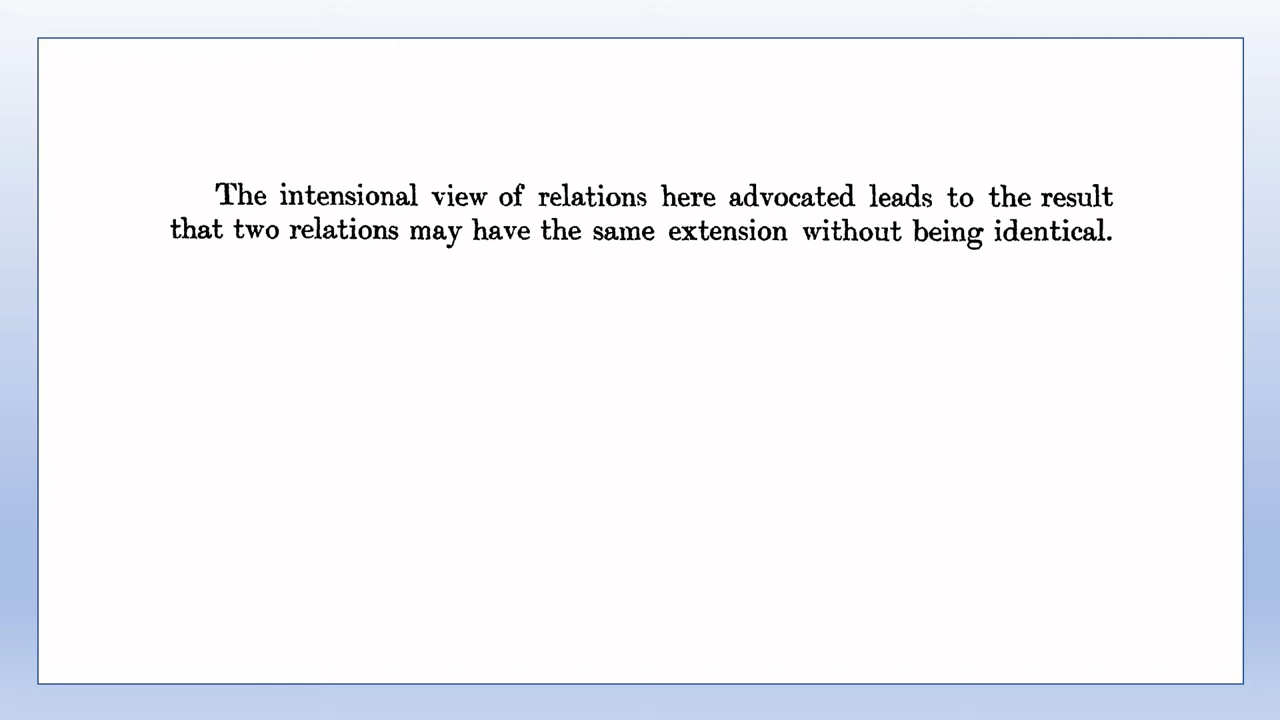 The intensional view of relations here advocated leads to the result
that two relations may have the same extension without being identical.